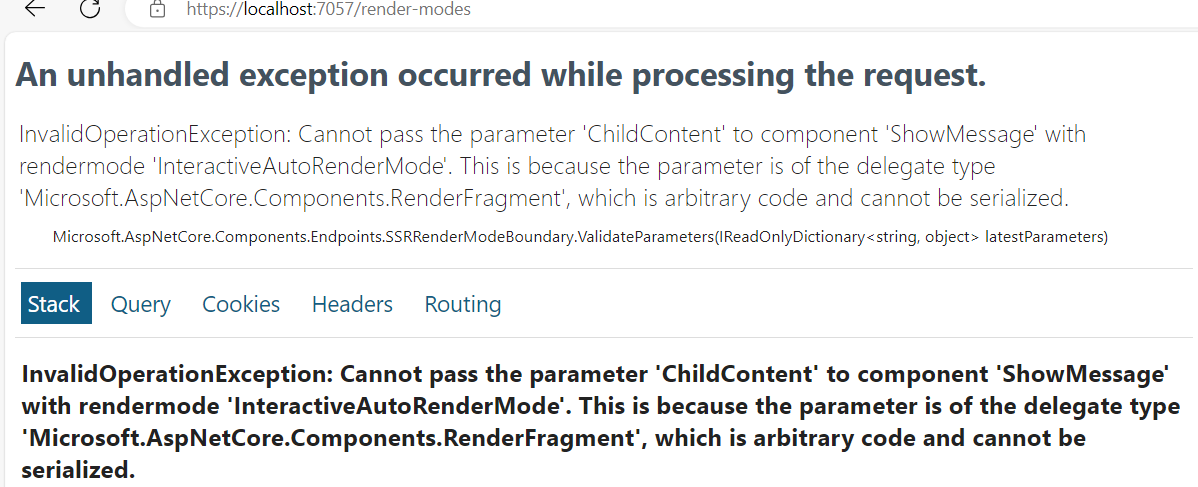 https://localhost:7057/render-modes
An unhandled exception occurred while processing the request.
InvalidOperationException: Cannot pass the parameter 'ChildContent' to component 'ShowMessage' with
rendermode 'InteractiveAutoRenderMode'. This is because the parameter is of the delegate type
'Microsoft.AspNetCore.Components.RenderFragment', which is arbitrary code and cannot be serialized.
Microsoft.AspNetCore.Components.Endpoints.SSRRenderModeBoundary.ValidateParameters(IReadOnlyDictionary<string, object> latestParameters)
Stack Query Cookies Headers Routing
InvalidOperationException: Cannot pass the parameter 'ChildContent' to component 'ShowMessage'
with rendermode 'InteractiveAutoRenderMode'. This is because the parameter is of the delegate type
'Microsoft.AspNetCore.Components.RenderFragment', which is arbitrary code and cannot be
serialized.